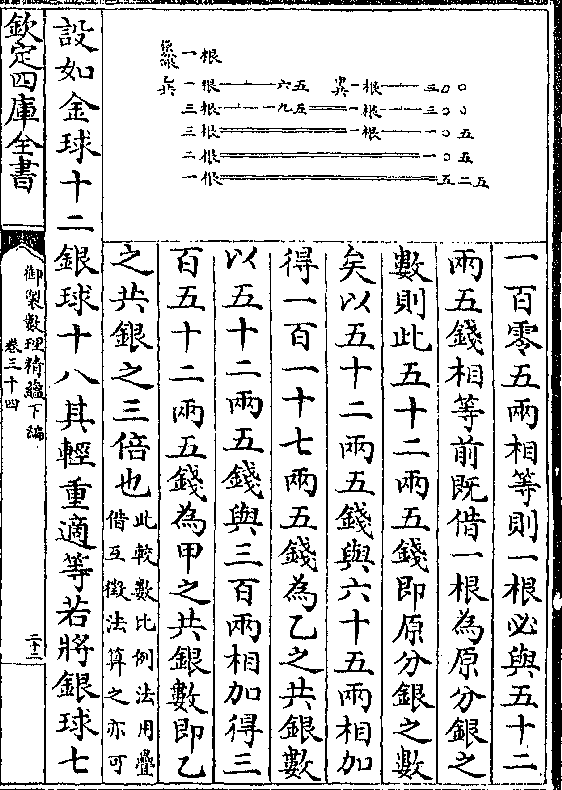 一根
乙共一根六五 甲共一根三〇〇
三根一九五 一根三〇〇
三根 一根一〇五
二根一〇五
一根五二五
一百零五兩相等則一根必與五十二
兩五錢相等前既借一根為原分銀之
數則此五十二兩五錢即原分銀之數
矣以五十二兩五錢與六十五兩相加
得一百一十七兩五錢為乙之共銀數
以五十二兩五錢與三百兩相加得三
百五十二兩五錢為甲之共銀數即乙
之共銀之三倍也
此較數比例法用疊
借互徵法算之亦可
設如金球十二銀球十八其輕重適等若將銀球七
欽定四庫全書
御製數理精蘊下編
卷三十四
二十二